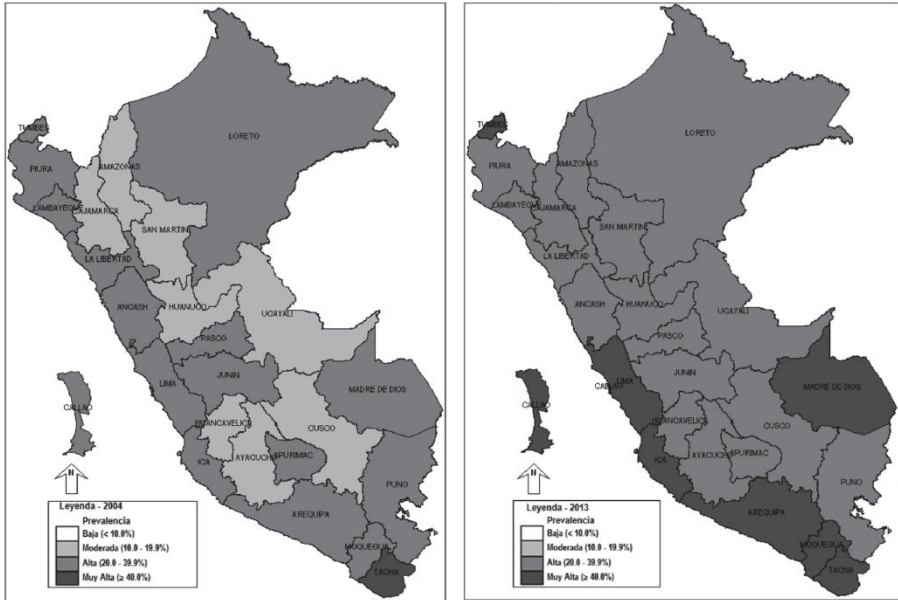 TUMBES
PIURA
LAMBAYEQUE
CAJAMARCA
AMAZONAS
LORETO
SAN MARTIN
LA LIBERTAD
ANCASH
HUANUCO
UCAYALI
PASCO
LIMA
JUNIN
MADRE DE DIOS
CALLAO
HUANCAVELICA
CUSCO
ICA
AYACUCHO
APURIMAC
PUNO
AREQUIPA
MOQUEGUA
TACNA
N
Leyenda - 2004
Prevalencia
Baja (< 10.0%)
Moderada (10.0 - 19.9%)
Alta (20.0 - 39.9%)
Muy Alta (≥ 40.0%)
TUMBES
PIURA
LAMBAYEQUE
CAJAMARCA
AMAZONAS
LORETO
SAN MARTIN
LA LIBERTAD
ANCASH
HUANUCO
UCAYALI
PASCO
CALLAO
LIMA
JUNIN
MADRE DE DIOS
CALLAO
HUANCAVELICA
CUSCO
ICA
AYACUCHO
APURIMAC
PUNO
AREQUIPA
MOQUEGUA
TACNA
N
Leyenda - 2013
Prevalencia
Baja (< 10.0%)
Moderada (10.0 - 19.9%)
Alta (20.0 - 39.9%)
Muy Alta (≥ 40.0%)